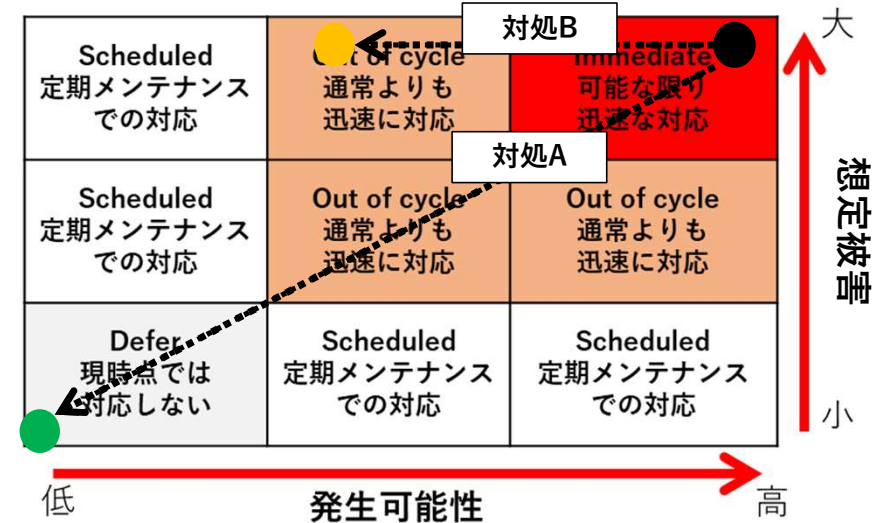 対処B
大
Scheduled
定期メンテナンス
での対応
Out of cycle
通常よりも
迅速に対応
Immediate
可能な限り
迅速な対応
対処A
Scheduled
定期メンテナンス
での対応
Out of cycle
通常よりも
迅速に対応
Out of cycle
通常よりも
迅速に対応
想定被害
Defer
現時点では
対応しない
Scheduled
定期メンテナンス
での対応
Scheduled
定期メンテナンス
での対応
小
低
発生可能性
高